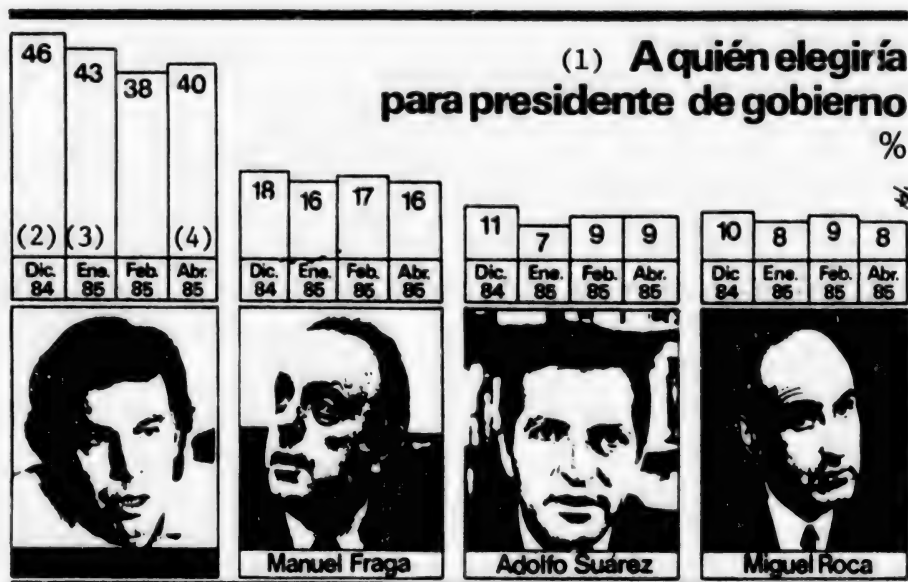 (1) A quién elegiría
para presidente de gobierno
%
46 43 38 40
(2) (3) (4)
Dic. Ene. Feb. Abr.
84 85 85 85
18 16 17 16
Dic. Ene. Feb. Abr.
84 85 85 85
11 7 9 9
Dic. Ene. Feb. Abr.
84 85 85 85
10 8 9 8
Dic Ene. Feb. Abr.
84 85 85 85
Manuel Fraga
Adolfo Suárez
Miguel Roca